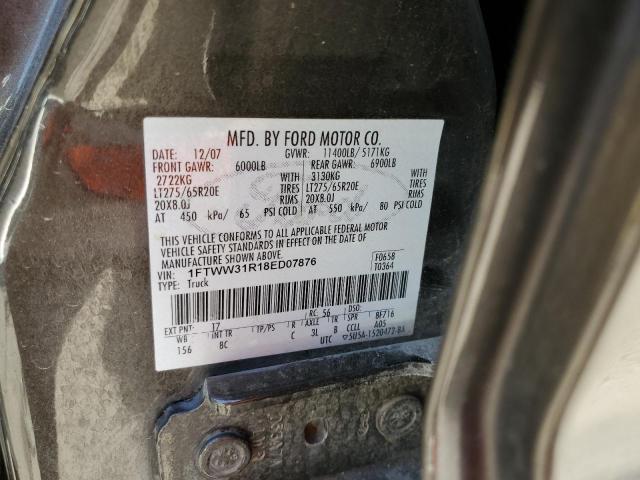 MFD. BY FORD MOTOR CO.
DATE: 12/07 GVWR: 11400LB/5171KG
FRONT GAWR: 6000LB REAR GAWR: 6900LB
2722KG 3130KG
LT275/65R20E TIRES LT275/65R20E TIRES
20X8.0J RIMS 20X8.0J RIMS
AT 450 kPa/ 65 PSI COLD AT 550 kPa/ 80 PSI COLD
THIS VEHICLE CONFORMS TO ALL APPLICABLE FEDERAL MOTOR
VEHICLE SAFETY STANDARDS IN EFFECT ON THE DATE OF
MANUFACTURE SHOWN ABOVE.
VIN: 1FTWW31R18ED07876 F0658
TYPE: Truck T0364
EXT PNT: 17 RC: 56 DSO:
WB INT TR TP/PS R AXLE TR SPR BF716
156 BC C 3L B CCLL A05
UTC ▽5U5A-1520472-BA